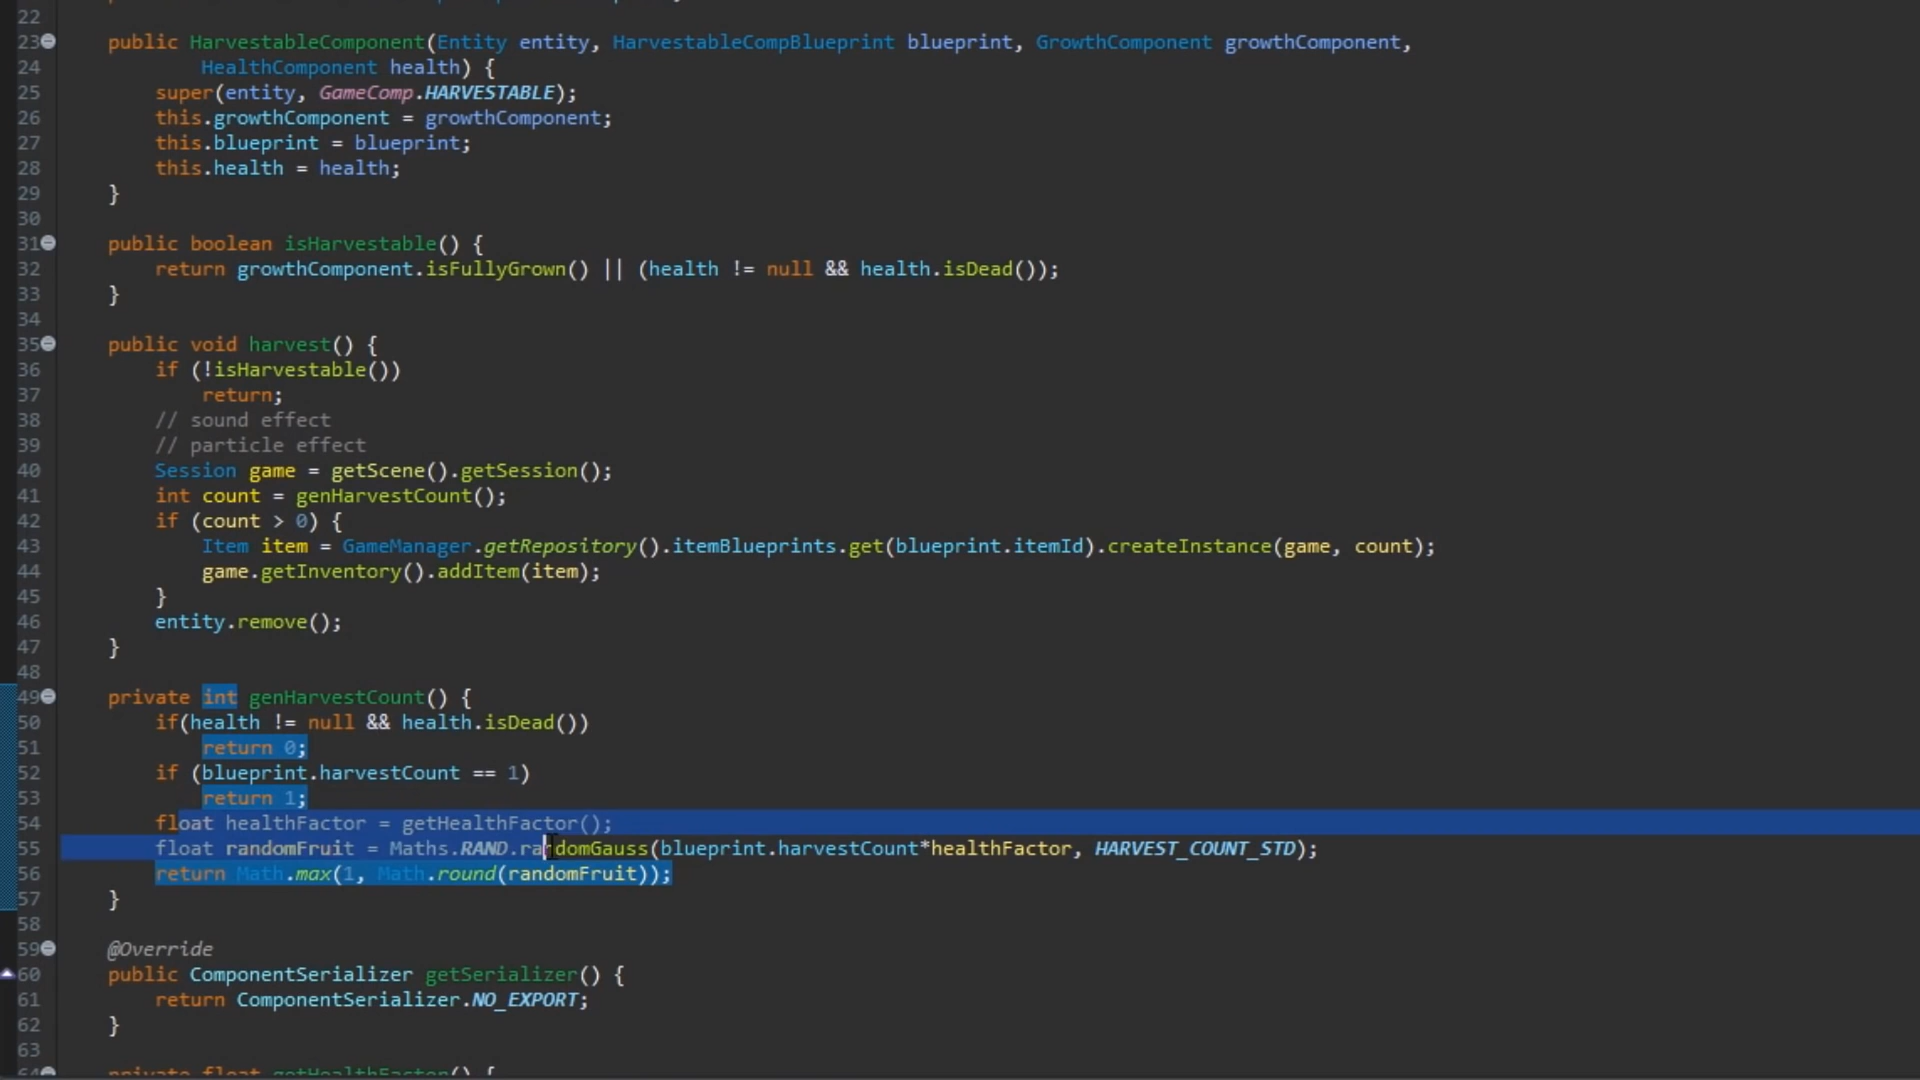 22
23 public HarvestableComponent(Entity entity, HarvestableCompBlueprint blueprint, GrowthComponent growthComponent,
24 HealthComponent health) {
25 super(entity, GameComp.HARVESTABLE);
26 this.growthComponent = growthComponent;
27 this.blueprint = blueprint;
28 this.health = health;
29 }
30
31 public boolean isHarvestable() {
32 return growthComponent.isFullyGrown() || (health != null && health.isDead());
33 }
34
35 public void harvest() {
36 if (!isHarvestable())
37 return;
38 // sound effect
39 // particle effect
40 Session game = getScene().getSession();
41 int count = genHarvestCount();
42 if (count > 0) {
43 Item item = GameManager.getRepository().itemBlueprints.get(blueprint.itemId).createInstance(game, count);
44 game.getInventory().addItem(item);
45 }
46 entity.remove();
47 }
48
49 private int genHarvestCount() {
50 if(health != null && health.isDead())
51 return 0;
52 if (blueprint.harvestCount == 1)
53 return 1;
54 float healthFactor = getHealthFactor();
55 float randomFruit = Maths.RAND.randomGauss(blueprint.harvestCount*healthFactor, HARVEST_COUNT_STD);
56 return Math.max(1, Math.round(randomFruit));
57 }
58
59 @Override
60 public ComponentSerializer getSerializer() {
61 return ComponentSerializer.NO_EXPORT;
62 }
63
64 private float getHealthFactor() {